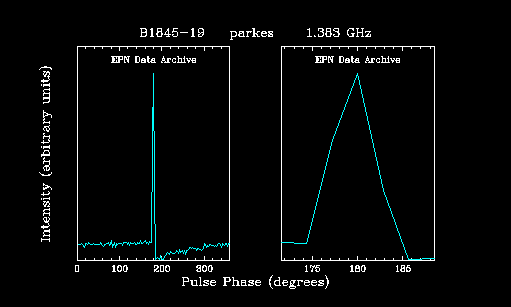 B1845-19 parkes 1.383 GHz
EPN Data Archive EPN Data Archive
Intensity (arbitrary units)
0 100 200 300 175 180 185
Pulse Phase (degrees)